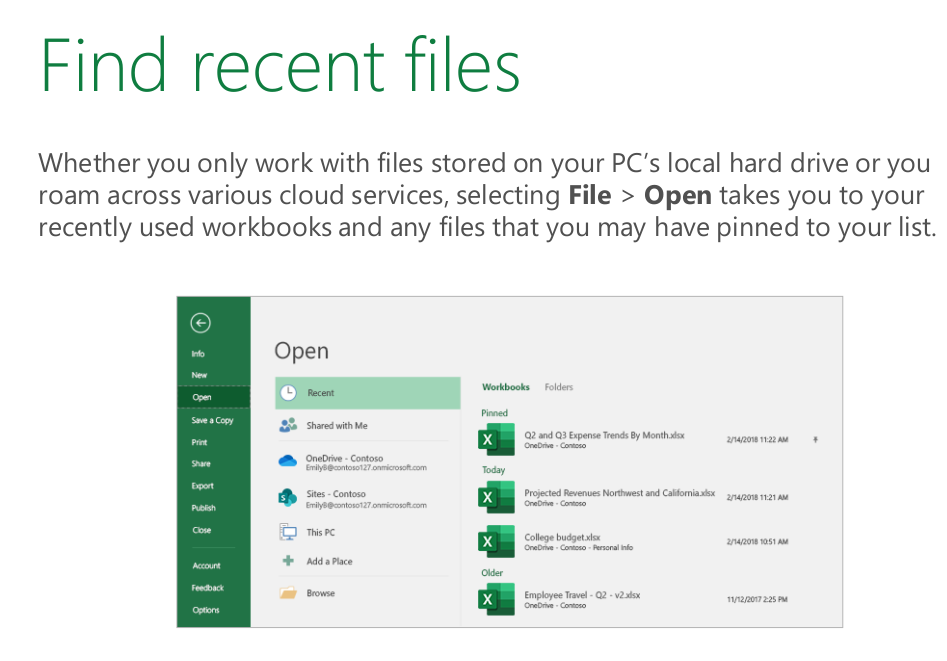 Find recent files
Whether you only work with files stored on your PC’s local hard drive or you
roam across various cloud services, selecting File > Open takes you to your
recently used workbooks and any files that you may have pinned to your list.
Info
New
Open
Save a Copy
Print
Share
Export
Publish
Close
Account
Feedback
Options
Open
Recent
Shared with Me
OneDrive - Contoso
EmilyB@contoso127.onmicrosoft.com
Sites - Contoso
EmilyB@contoso127.onmicrosoft.com
This PC
Add a Place
Browse
Workbooks Folders
Pinned
Q2 and Q3 Expense Trends By Month.xlsx 2/14/2018 11:22 AM
OneDrive - Contoso
Today
Projected Revenues Northwest and California.xlsx 2/14/2018 11:21 AM
OneDrive - Contoso
College budget.xlsx 2/14/2018 10:51 AM
OneDrive - Contoso - Personal Info
Older
Employee Travel - Q2 - v2.xlsx 11/12/2017 2:25 PM
OneDrive - Contoso